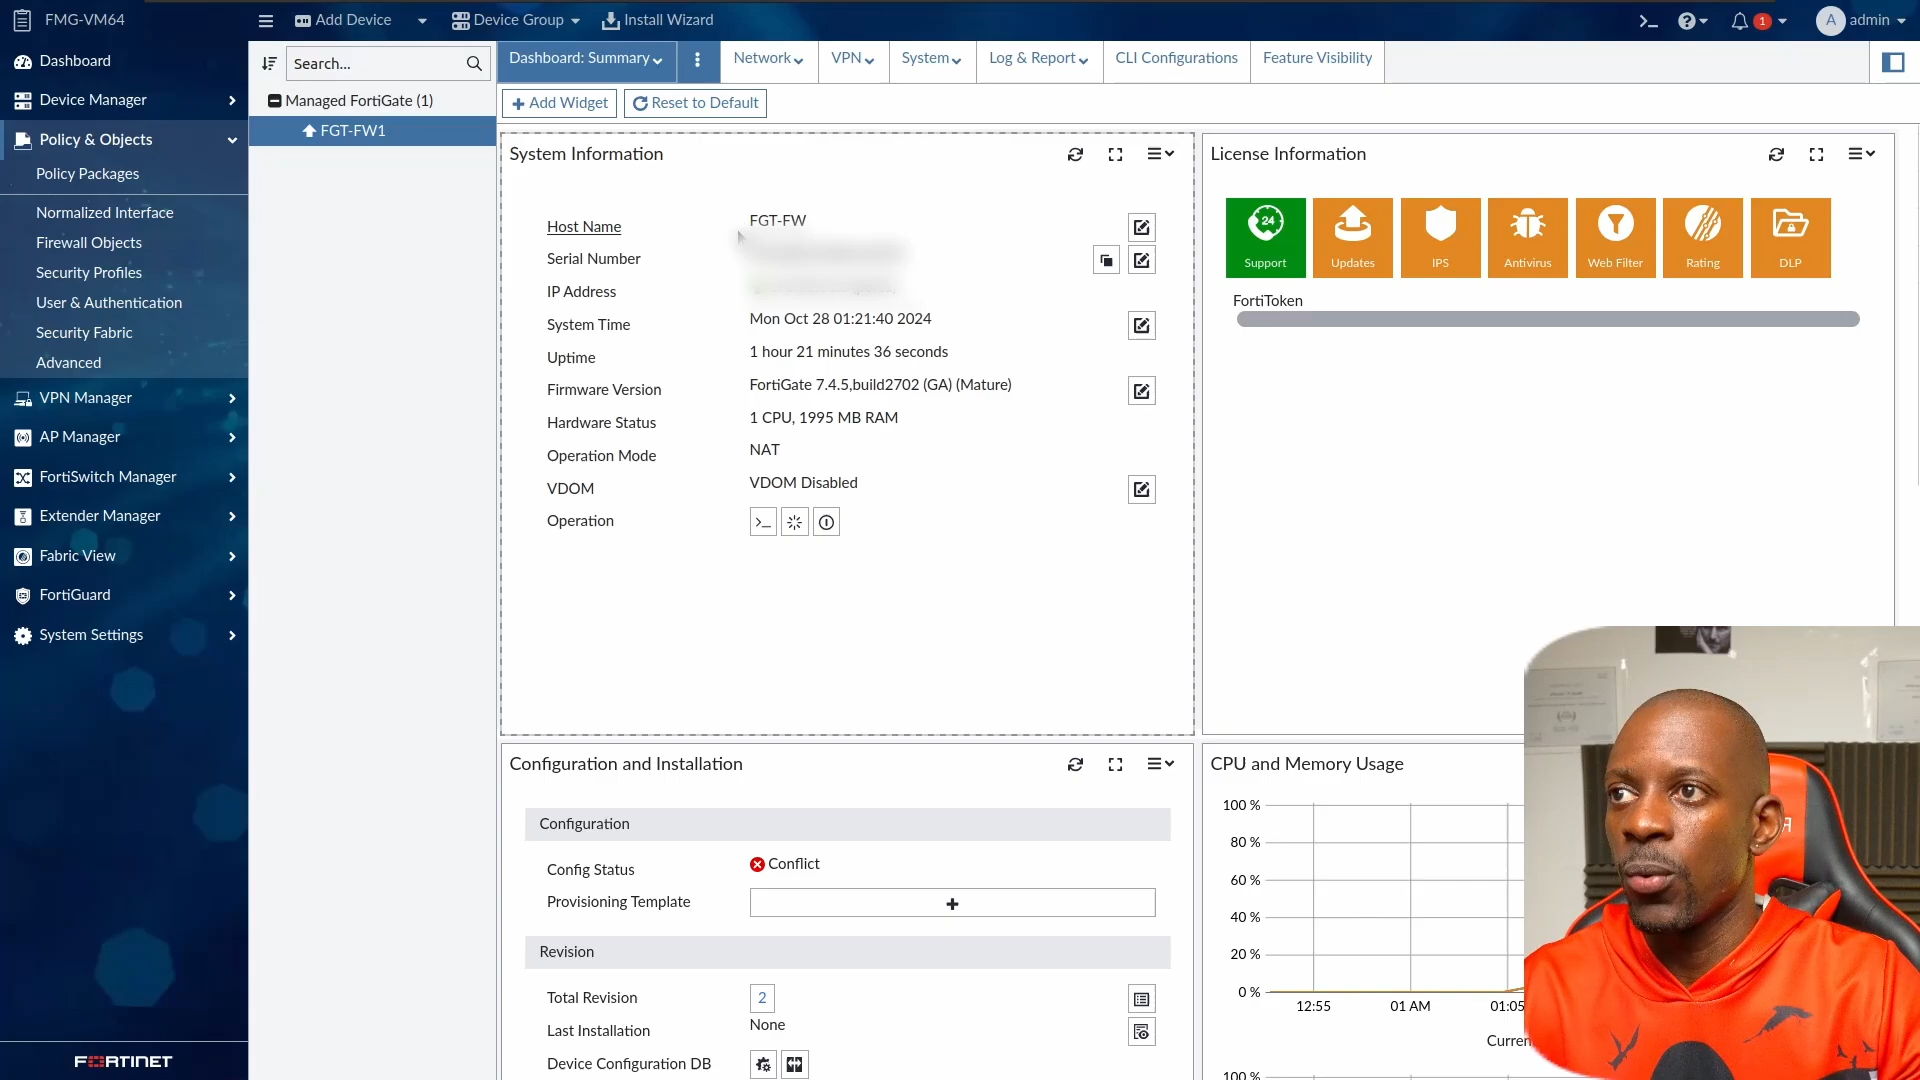 FMG-VM64
Add Device
Device Group
Install Wizard
1
A
admin
Dashboard
Device Manager
Policy & Objects
Policy Packages
Normalized Interface
Firewall Objects
Security Profiles
User & Authentication
Security Fabric
Advanced
VPN Manager
AP Manager
FortiSwitch Manager
Extender Manager
Fabric View
FortiGuard
System Settings
FORTINET
Search...
Managed FortiGate (1)
FGT-FW1
Dashboard: Summary
Network
VPN
System
Log & Report
CLI Configurations
Feature Visibility
Add Widget
Reset to Default
System Information
Host Name
FGT-FW
Serial Number
IP Address
System Time
Mon Oct 28 01:21:40 2024
Uptime
1 hour 21 minutes 36 seconds
Firmware Version
FortiGate 7.4.5,build2702 (GA) (Mature)
Hardware Status
1 CPU, 1995 MB RAM
Operation Mode
NAT
VDOM
VDOM Disabled
Operation
License Information
24
Support
Updates
IPS
Antivirus
Web Filter
Rating
DLP
FortiToken
Configuration and Installation
Configuration
Config Status
Conflict
Provisioning Template
Revision
Total Revision
2
Last Installation
None
Device Configuration DB
CPU and Memory Usage
100 %
80 %
60 %
40 %
20 %
0 %
12:55
01 AM
01:05
Curren
100 %